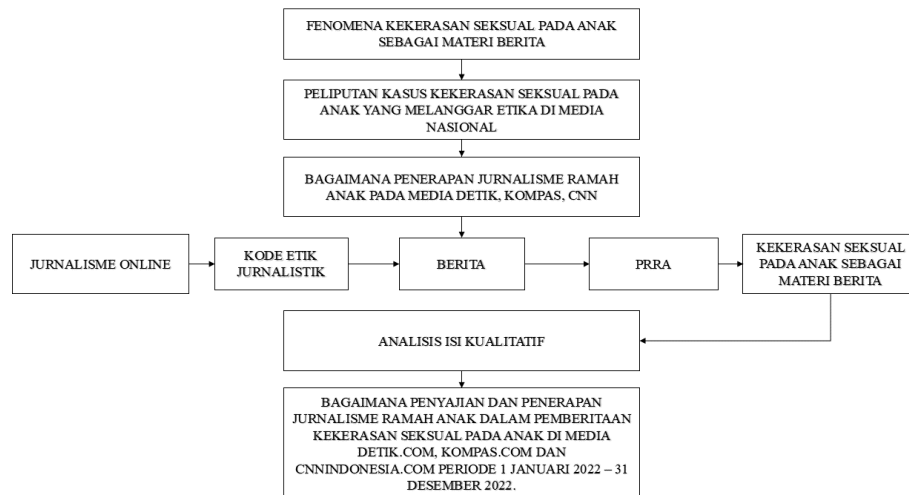 FENOMENA KEKERASAN SEKSUAL PADA ANAK
SEBAGAI MATERI BERITA
PELIPUTAN KASUS KEKERASAN SEKSUAL PADA
ANAK YANG MELANGGAR ETIKA DI MEDIA
NASIONAL
BAGAIMANA PENERAPAN JURNALISME RAMAH
ANAK PADA MEDIA DETIK, KOMPAS, CNN
JURNALISME ONLINE
KODE ETIK
JURNALISTIK
BERITA
PRRA
KEKERASAN SEKSUAL
PADA ANAK SEBAGAI
MATERI BERITA
ANALISIS ISI KUALITATIF
BAGAIMANA PENYAJIAN DAN PENERAPAN
JURNALISME RAMAH ANAK DALAM PEMBERITAAN
KEKERASAN SEKSUAL PADA ANAK DI MEDIA
DETIK.COM, KOMPAS.COM DAN
CNNINDONESIA.COM PERIODE 1 JANUARI 2022 – 31
DESEMBER 2022.